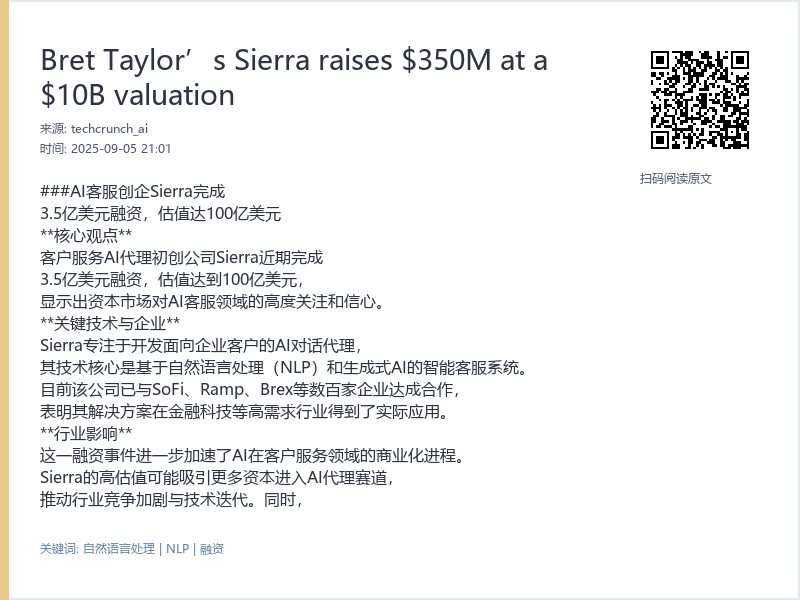 Bret Taylor’s Sierra raises $350M at a
$10B valuation
来源: techcrunch_ai
时间: 2025-09-05 21:01
扫码阅读原文
###AI客服创企Sierra完成
3.5亿美元融资，估值达100亿美元
**核心观点**
客户服务AI代理初创公司Sierra近期完成
3.5亿美元融资，估值达到100亿美元，
显示出资本市场对AI客服领域的高度关注和信心。
**关键技术与企业**
Sierra专注于开发面向企业客户的AI对话代理，
其技术核心是基于自然语言处理（NLP）和生成式AI的智能客服系统。
目前该公司已与SoFi、Ramp、Brex等数百家企业达成合作，
表明其解决方案在金融科技等高需求行业得到了实际应用。
**行业影响**
这一融资事件进一步加速了AI在客户服务领域的商业化进程。
Sierra的高估值可能吸引更多资本进入AI代理赛道，
推动行业竞争加剧与技术迭代。同时，
关键词: 自然语言处理 | NLP | 融资